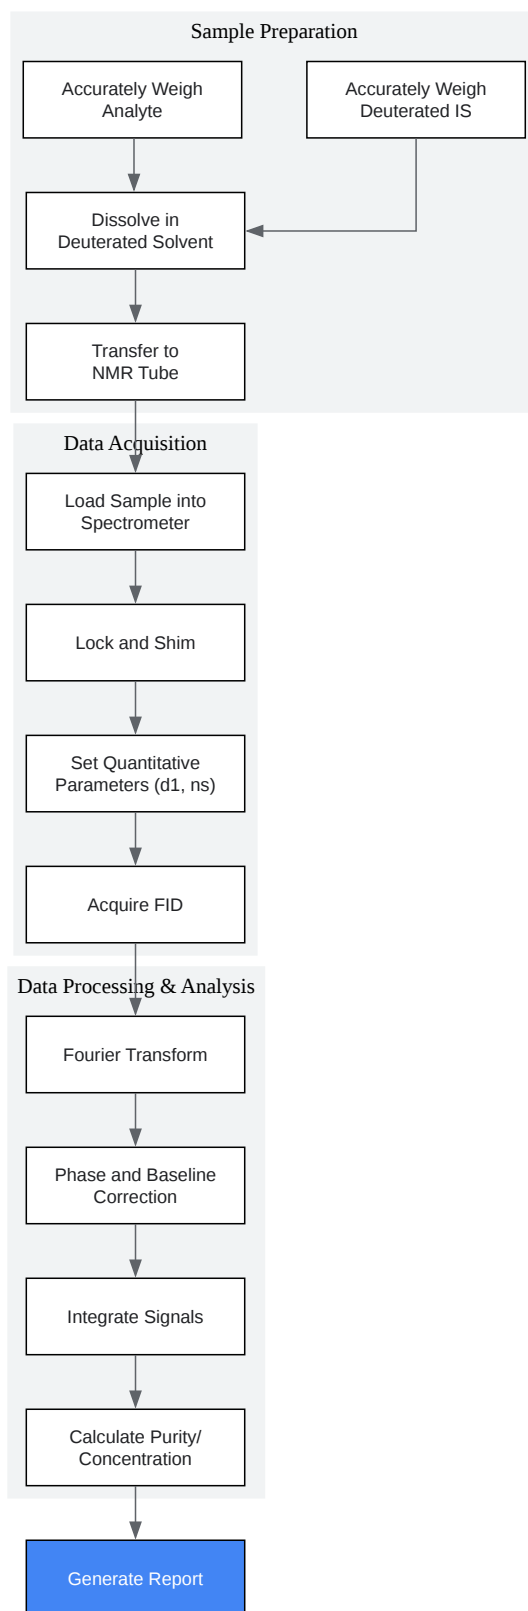 Sample Preparation
Accurately Weigh
Analyte
Accurately Weigh
Deuterated IS
Dissolve in
Deuterated Solvent
Transfer to
NMR Tube
Data Acquisition
Load Sample into
Spectrometer
Lock and Shim
Set Quantitative
Parameters (d1, ns)
Acquire FID
Data Processing & Analysis
Fourier Transform
Phase and Baseline
Correction
Integrate Signals
Calculate Purity/
Concentration
Generate Report